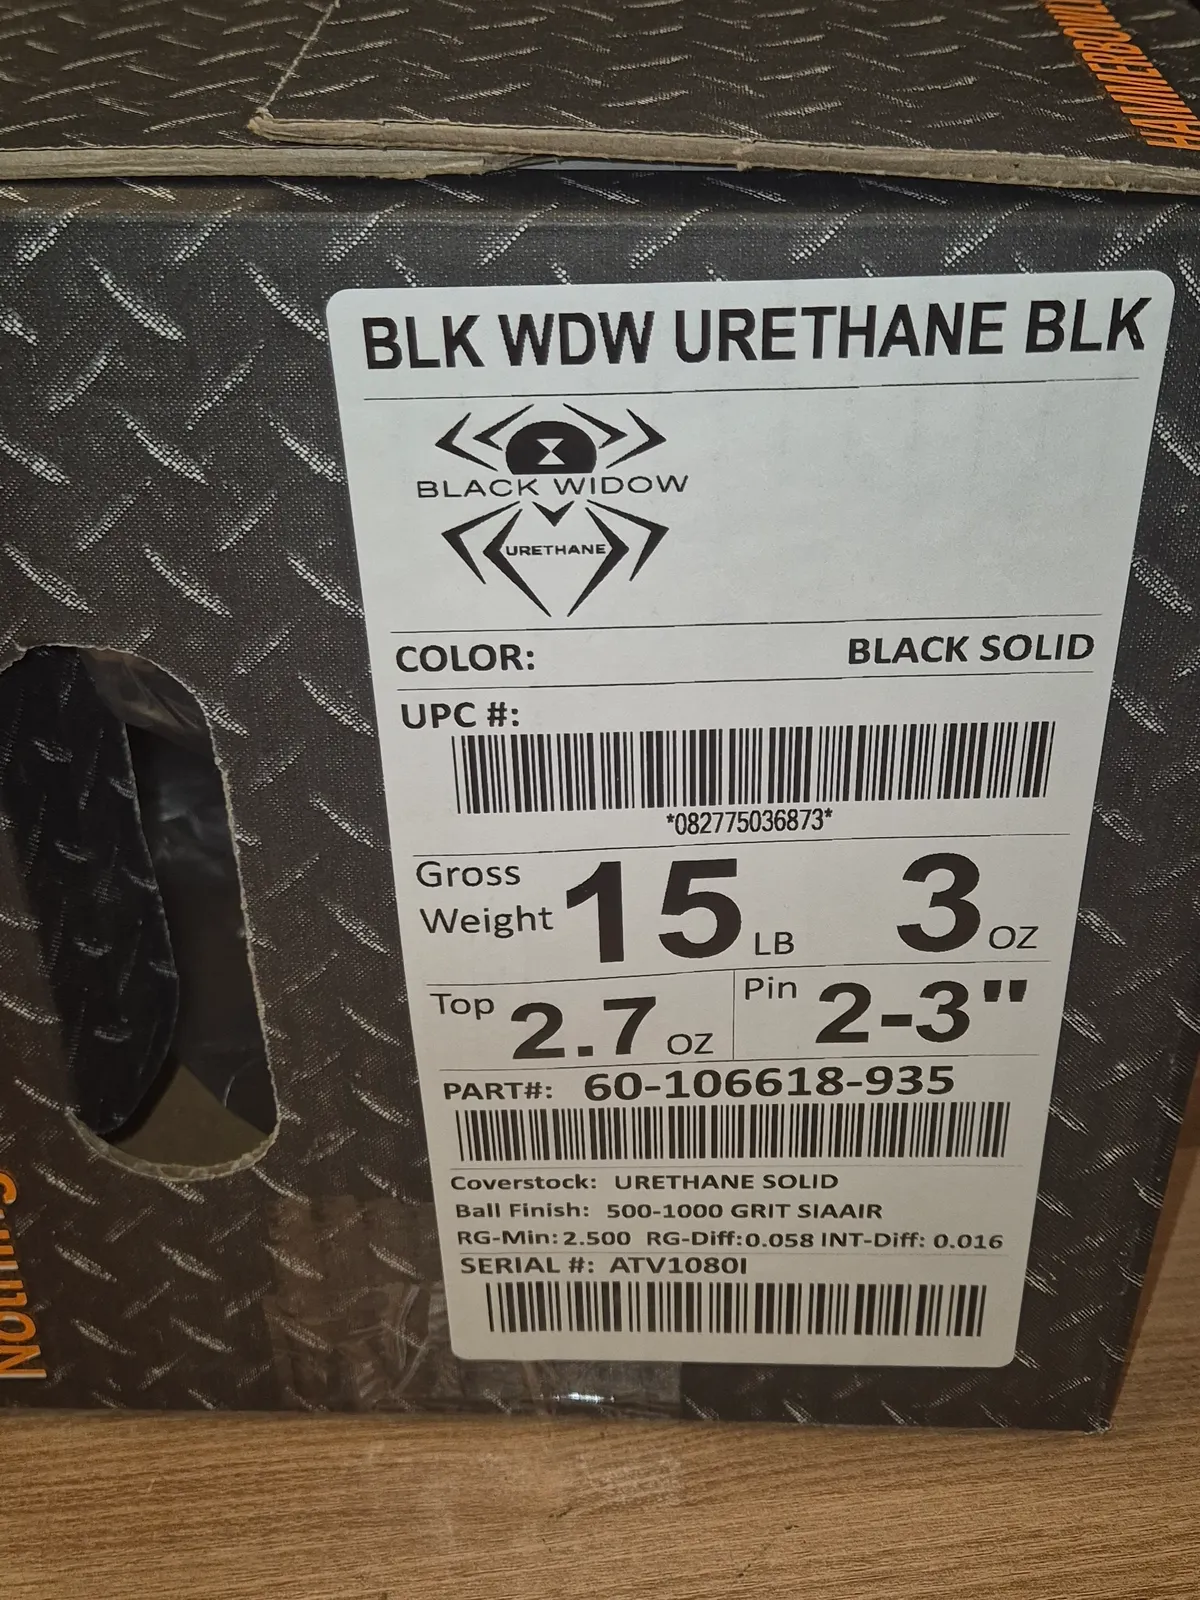 HAMMERBOWL
BLK WDW URETHANE BLK
BLACK WIDOW
URETHANE
COLOR: BLACK SOLID
UPC #:
*082775036873*
Gross Weight 15 LB 3 OZ
Top 2.7 OZ Pin 2-3"
PART#: 60-106618-935
Coverstock: URETHANE SOLID
Ball Finish: 500-1000 GRIT SIAAIR
RG-Min: 2.500 RG-Diff:0.058 INT-Diff: 0.016
SERIAL #: ATV1080I